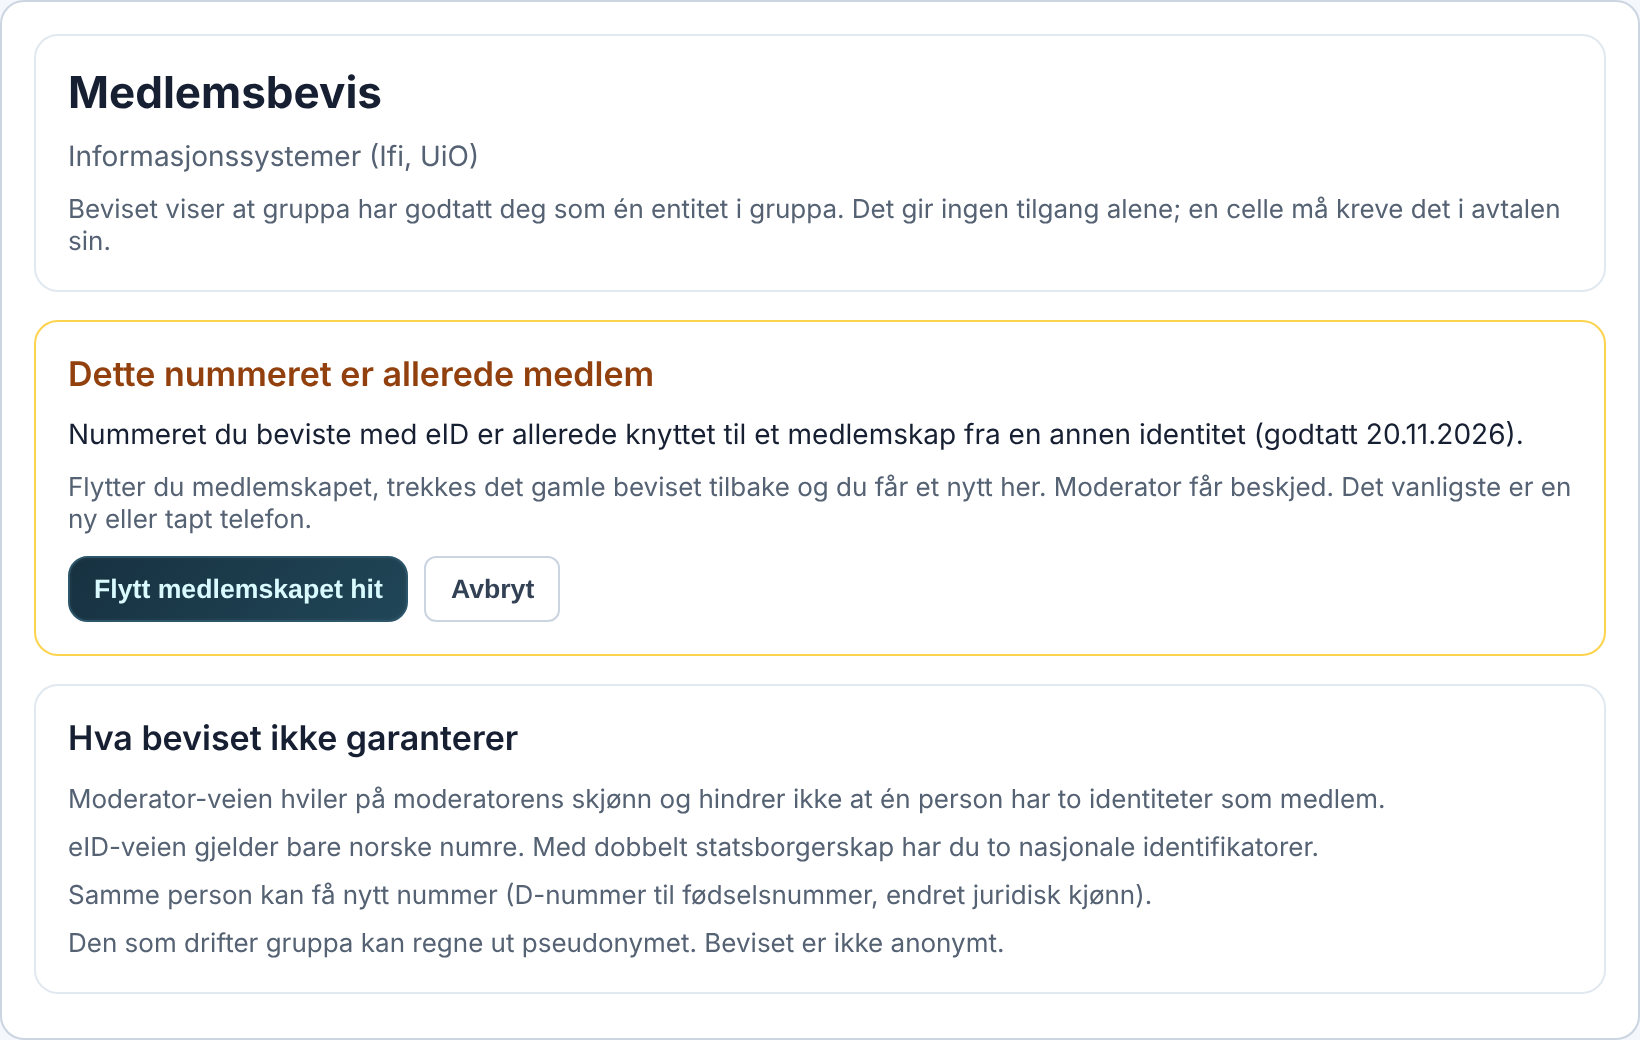 Medlemsbevis
Informasjonssystemer (Ifi, UiO)
Beviset viser at gruppa har godtatt deg som én entitet i gruppa. Det gir ingen tilgang alene; en celle må kreve det i avtalen
sin.
Dette nummeret er allerede medlem
Nummeret du beviste med eID er allerede knyttet til et medlemskap fra en annen identitet (godtatt 20.11.2026).
Flytter du medlemskapet, trekkes det gamle beviset tilbake og du får et nytt her. Moderator får beskjed. Det vanligste er en
ny eller tapt telefon.
Flytt medlemskapet hit
Avbryt
Hva beviset ikke garanterer
Moderator-veien hviler på moderatorens skjønn og hindrer ikke at én person har to identiteter som medlem.
eID-veien gjelder bare norske numre. Med dobbelt statsborgerskap har du to nasjonale identifikatorer.
Samme person kan få nytt nummer (D-nummer til fødselsnummer, endret juridisk kjønn).
Den som drifter gruppa kan regne ut pseudonymet. Beviset er ikke anonymt.